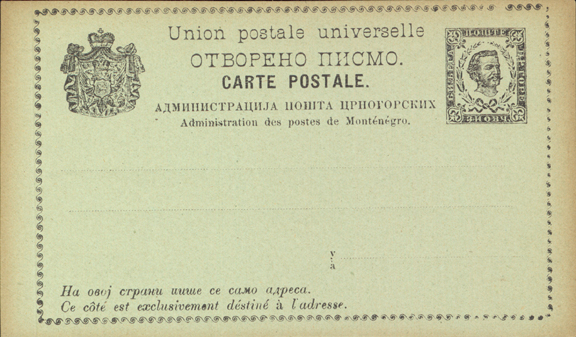 Union postale universelle
ОТВОРЕНО ПИСМО.
CARTE POSTALE.
АДМИНИСТРАЦИЈА ПОШТА ЦРНОГОРСКИХ
Administration des postes de Monténégro.
у
à
На овој страни пише се само адреса.
Ce côté est exclusivement déstiné à l'adresse.